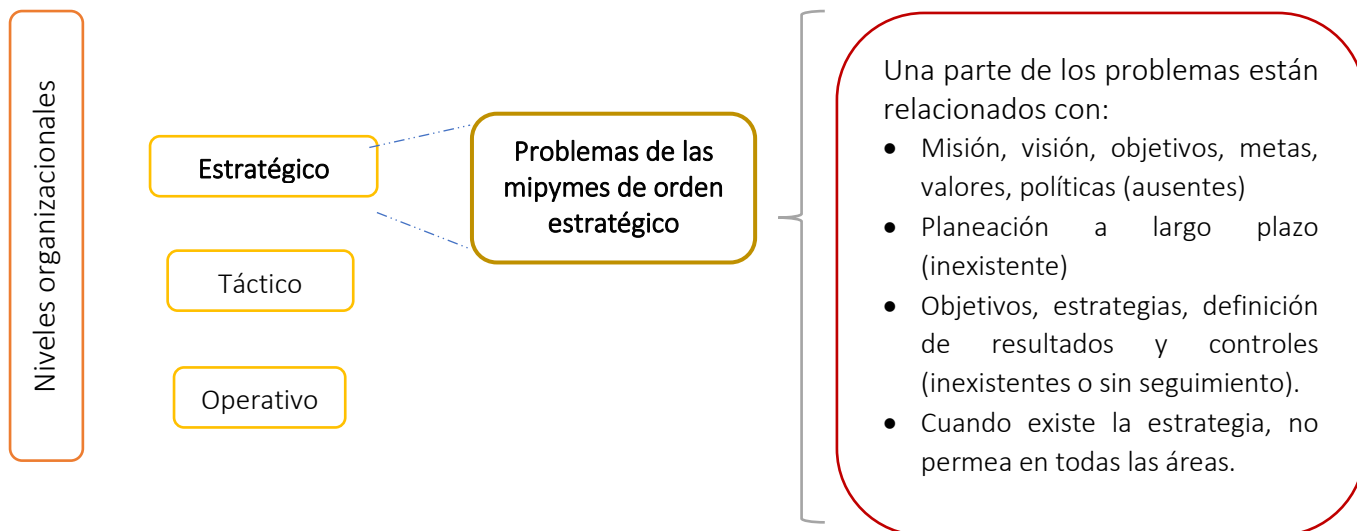 Niveles organizacionales
Estratégico
Táctico
Operativo
Problemas de las
mipymes de orden
estratégico
Una parte de los problemas están
relacionados con:
• Misión, visión, objetivos, metas,
valores, políticas (ausentes)
• Planeación a largo plazo
(inexistente)
• Objetivos, estrategias, definición
de resultados y controles
(inexistentes o sin seguimiento).
• Cuando existe la estrategia, no
permea en todas las áreas.